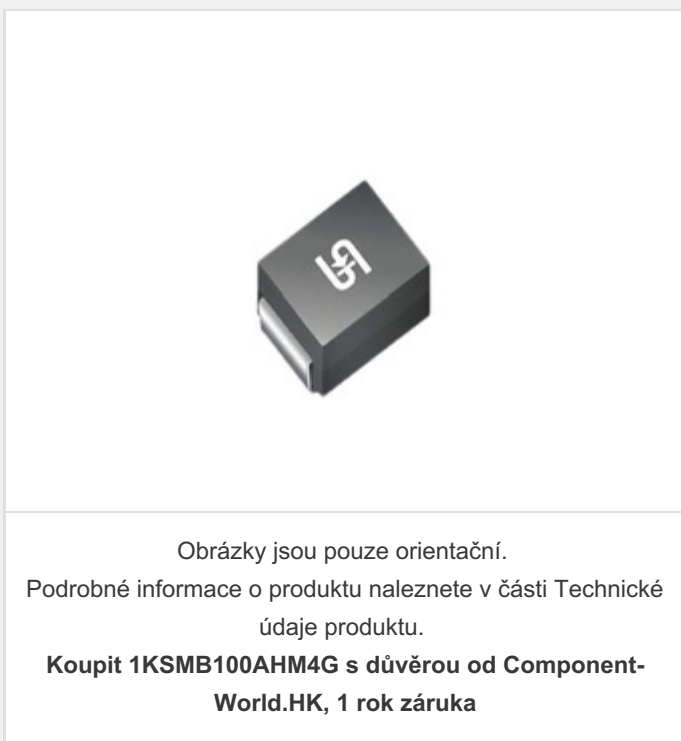 Obrázky jsou pouze orientační.
Podrobné informace o produktu naleznete v části Technické
údaje produktu.
Koupit 1KSMB100AHM4G s důvěrou od Component-
World.HK, 1 rok záruka